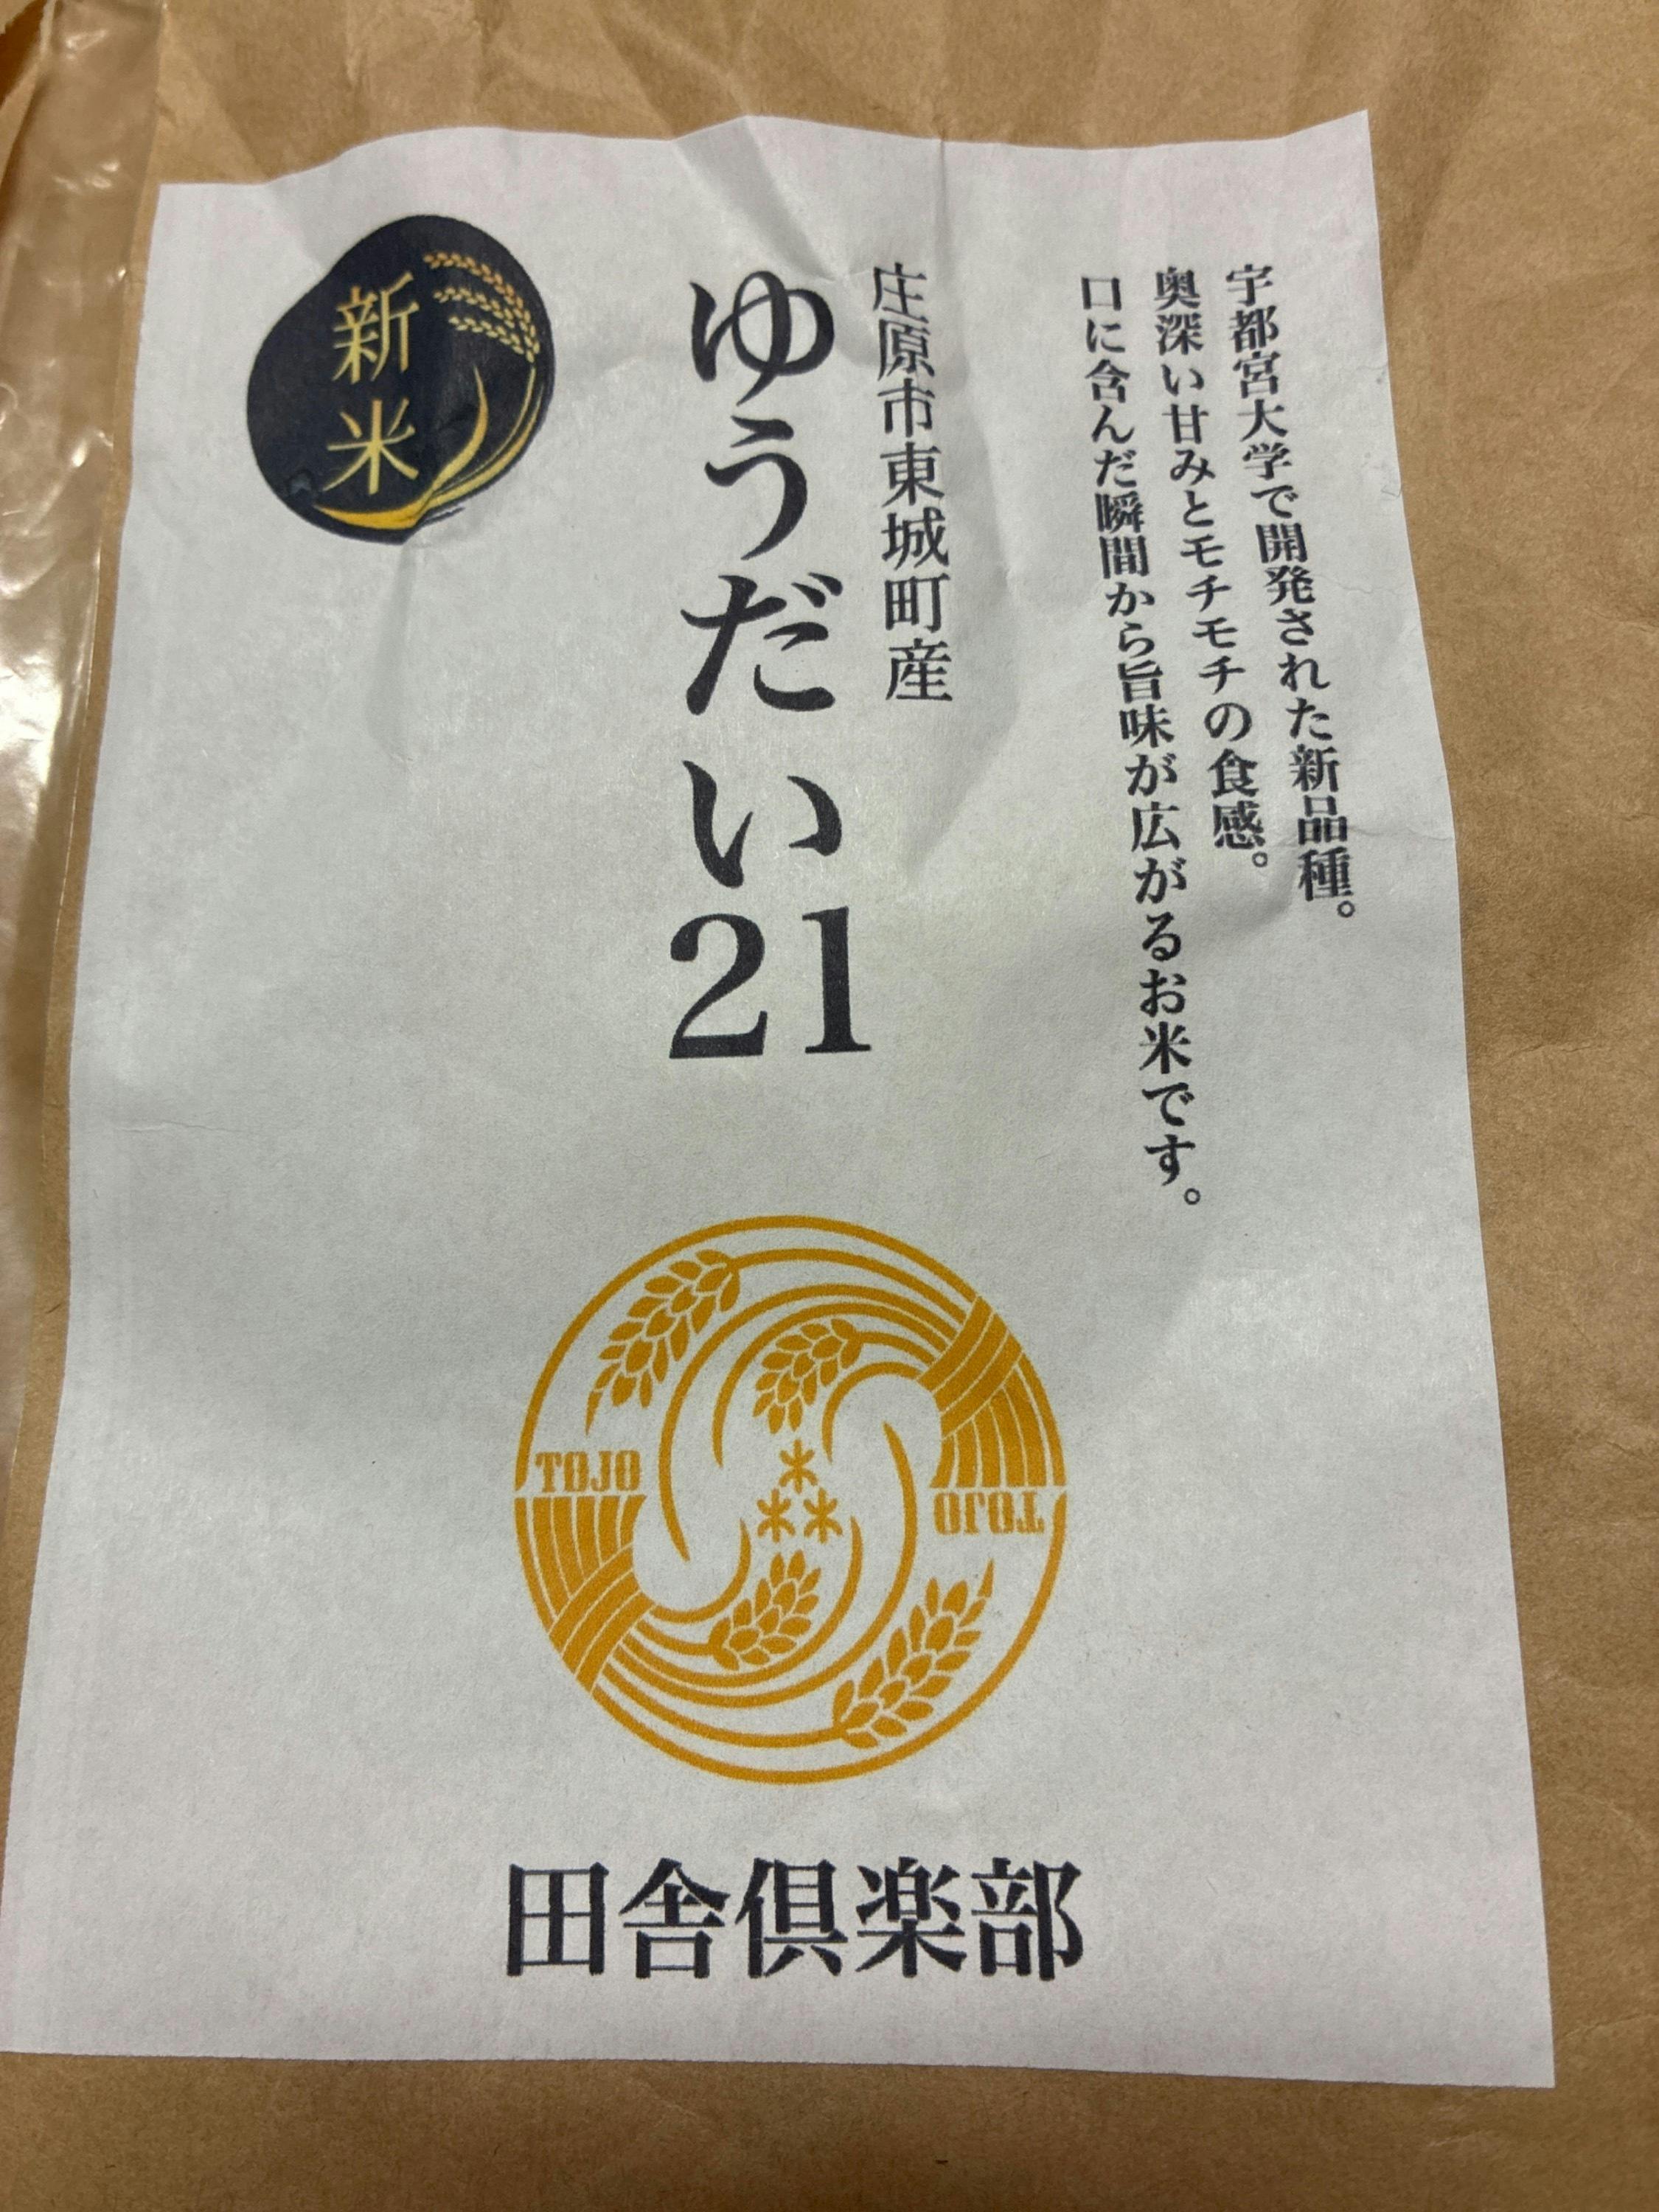 宇都宮大学で開発された新品種。
奥深い甘みとモチモチの食感。
口に含んだ瞬間から旨味が広がるお米です。
庄原市東城町産
ゆうだい21
新米
TOJO
TOJO
田舎倶楽部